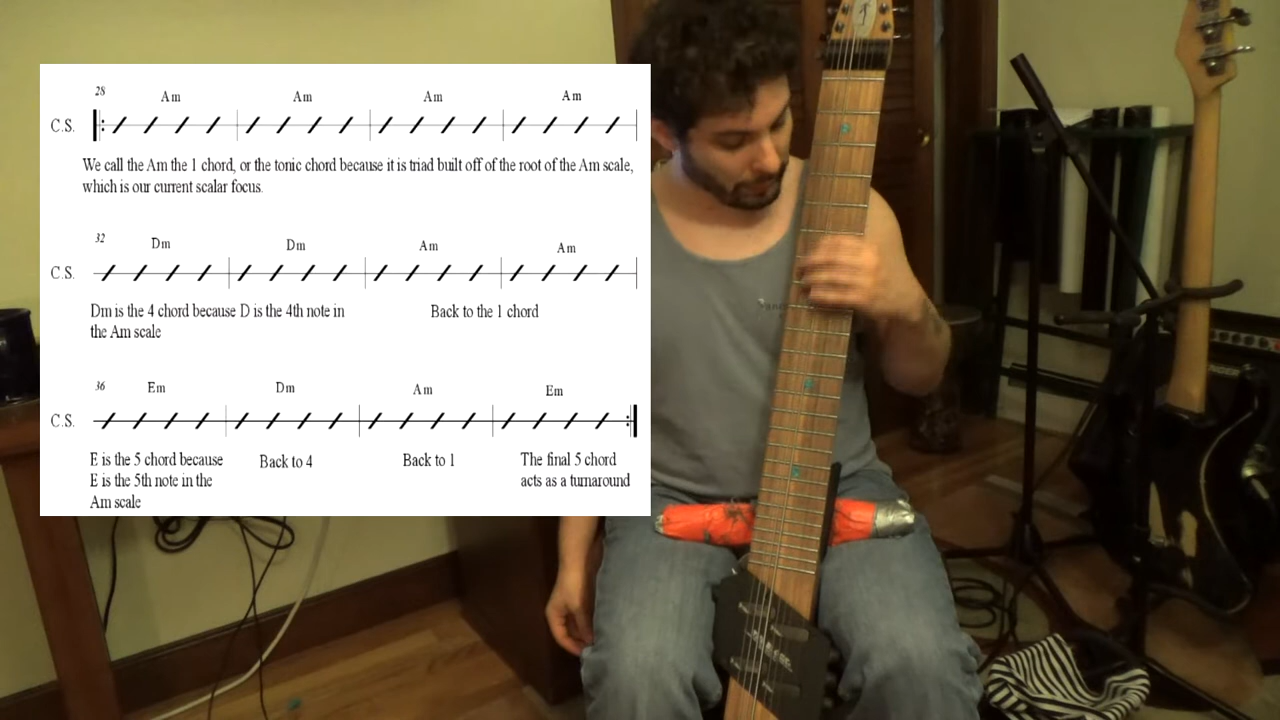 28 Am Am Am Am
C.S.
We call the Am the 1 chord, or the tonic chord because it is triad built off of the root of the Am scale,
which is our current scalar focus.
32 Dm Dm Am Am
C.S.
Dm is the 4 chord because D is the 4th note in
the Am scale
Back to the 1 chord
36 Em Dm Am Em
C.S.
E is the 5 chord because
E is the 5th note in the
Am scale
Back to 4
Back to 1
The final 5 chord
acts as a turnaround